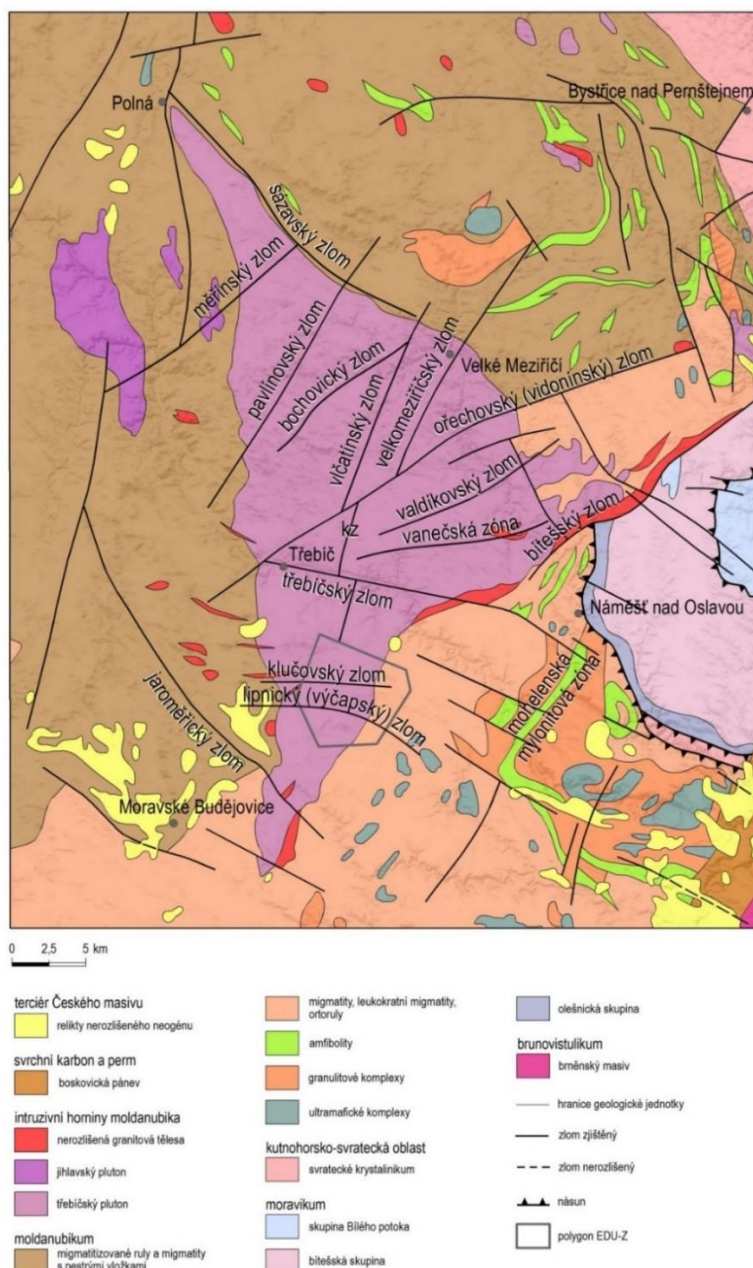 Polná
Bystřice nad Pernštejnem
sázavský zlom
měřínský zlom
pavlínovský zlom
bochovický zlom
vlčatínský zlom
velkomeziříčský zlom
Velké Meziříčí
ořechovský (vidonínský) zlom
valdíkovský zlom
vanečská zóna
bítešský zlom
kz
Třebíč
třebíčský zlom
Náměšť nad Oslavou
klučovský zlom
lipnický (výčapský) zlom
mohelenská
mylonitová zóna
jaroměřický zlom
Moravské Budějovice
0 2,5 5 km
terciér Českého masivu
relikty nerozlišeného neogénu
svrchní karbon a perm
boskovická pánev
intruzivní horniny moldanubika
nerozlišená granitová tělesa
jihlavský pluton
třebíčský pluton
moldanubikum
migmatitizované ruly a migmatity
s pestrými vložkami
migmatity, leukokratní migmatity,
ortoruly
amfibolity
granulitové komplexy
ultramafické komplexy
kutnohorsko-svratecká oblast
svratecké krystalinikum
moravikum
skupina Bílého potoka
bítešská skupina
olešnická skupina
brunovistulikum
brněnský masiv
hranice geologické jednotky
zlom zjištěný
zlom nerozlišený
násun
polygon EDU-Z